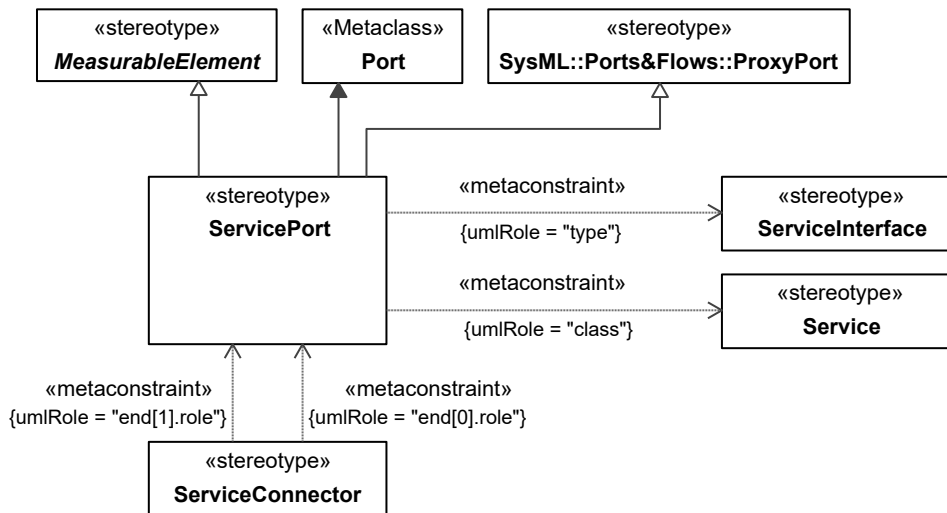 «stereotype»
MeasurableElement
«Metaclass»
Port
«stereotype»
SysML::Ports&Flows::ProxyPort
«stereotype»
ServicePort
«metaconstraint»
{umlRole = "type"}
«stereotype»
ServiceInterface
«metaconstraint»
{umlRole = "class"}
«stereotype»
Service
«metaconstraint»
{umlRole = "end[1].role"}
«metaconstraint»
{umlRole = "end[0].role"}
«stereotype»
ServiceConnector